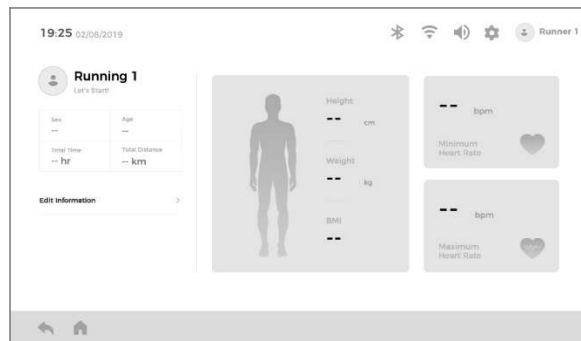 19:25 02/08/2019
Runner 1
Running 1
Let's Start!
Sex
--
Age
--
Total Time
-- hr
Total Distance
-- km
Edit Information >
Height
-- cm
Weight
-- kg
BMI
--
-- bpm
Minimum
Heart Rate
-- bpm
Maximum
Heart Rate